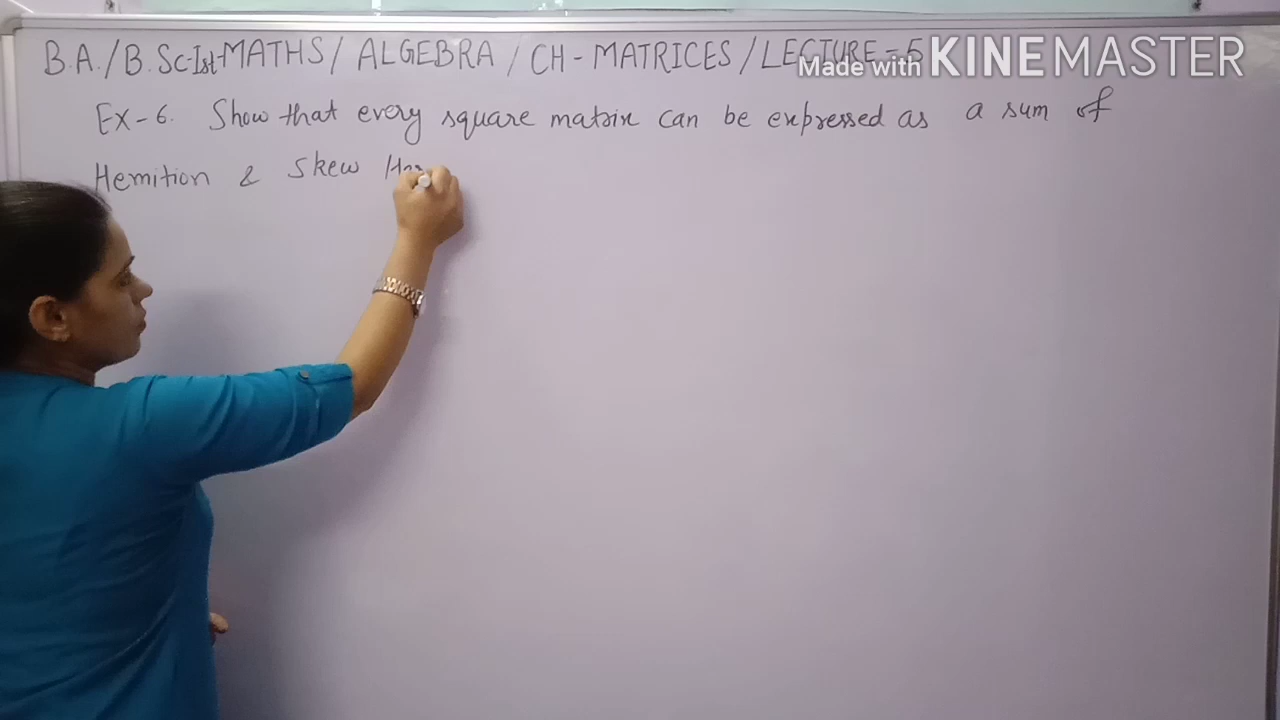 B.A./B.Sc-Ist-MATHS/ ALGEBRA / CH - MATRICES / LECTURE - 5
Made with KINEMASTER
Ex-6. Show that every square matrix can be expressed as a sum of
Hemition & Skew